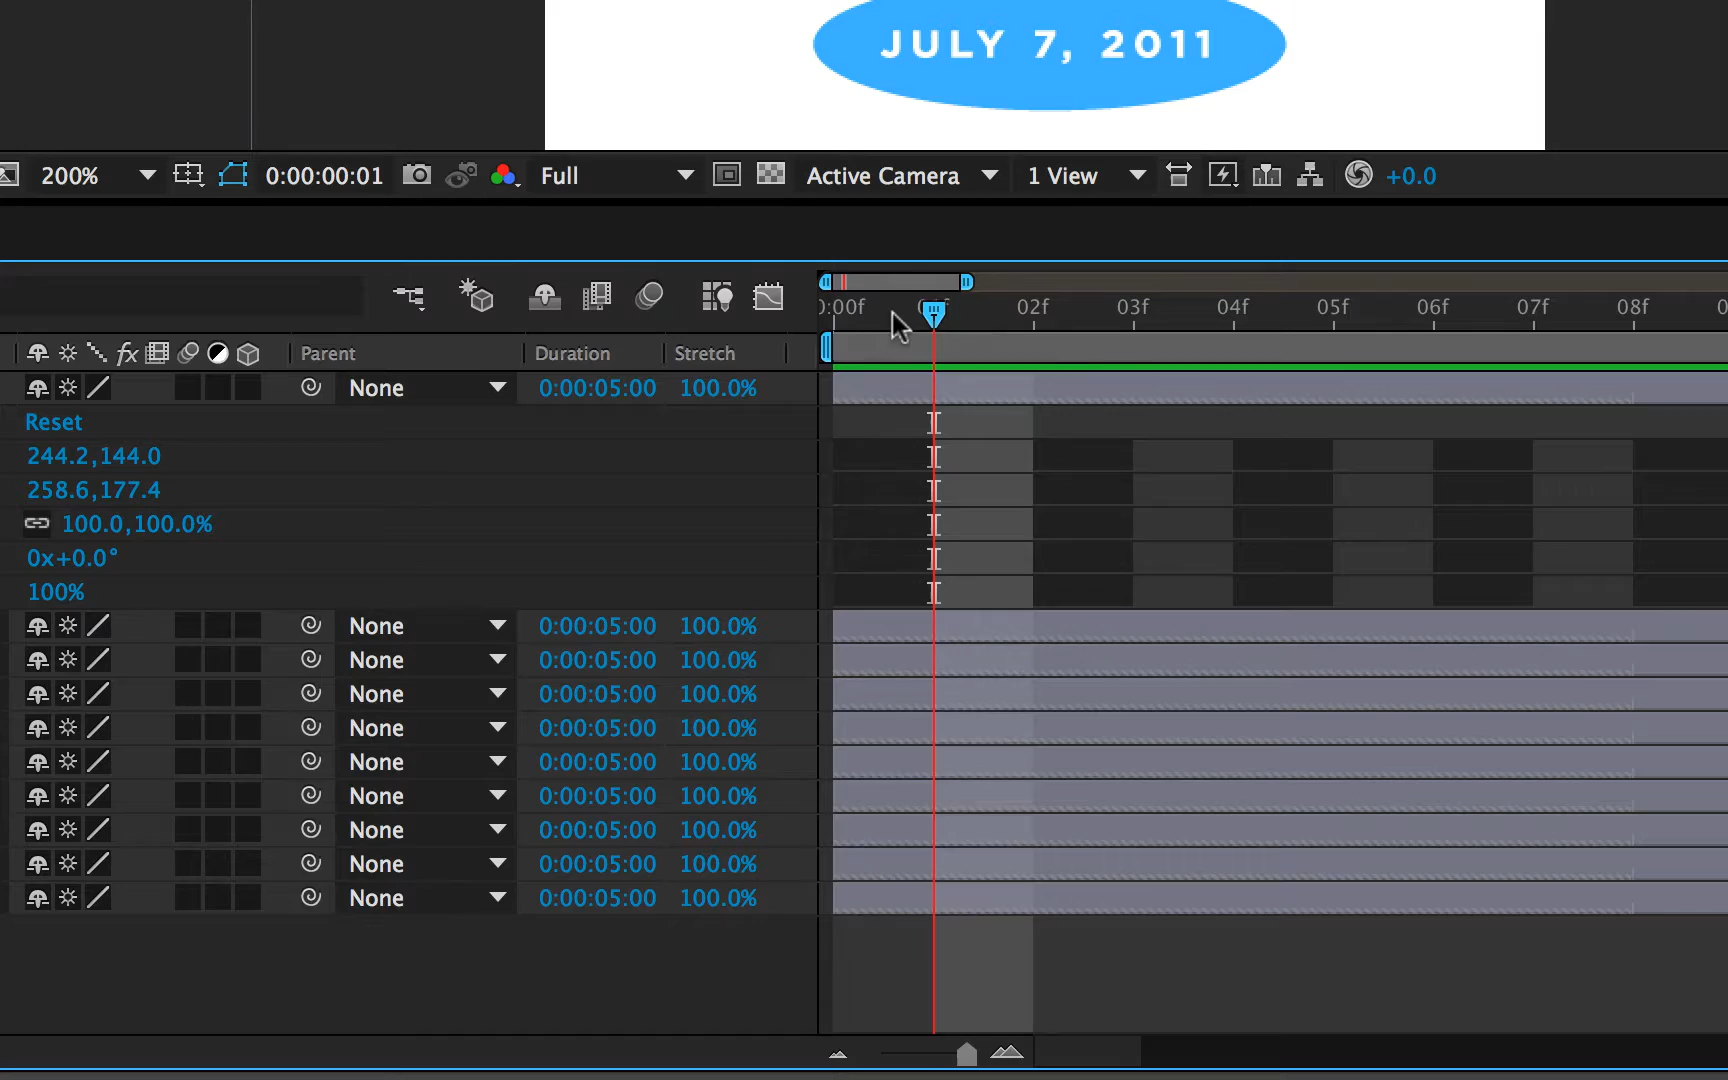 JULY 7, 2011
200% 0:00:00:01 Full Active Camera 1 View +0.0
0:00f 02f 03f 04f 05f 06f 07f 08f
fx Parent Duration Stretch
None 0:00:05:00 100.0%
Reset
244.2,144.0
258.6,177.4
100.0,100.0%
0x+0.0°
100%
None 0:00:05:00 100.0%
None 0:00:05:00 100.0%
None 0:00:05:00 100.0%
None 0:00:05:00 100.0%
None 0:00:05:00 100.0%
None 0:00:05:00 100.0%
None 0:00:05:00 100.0%
None 0:00:05:00 100.0%
None 0:00:05:00 100.0%